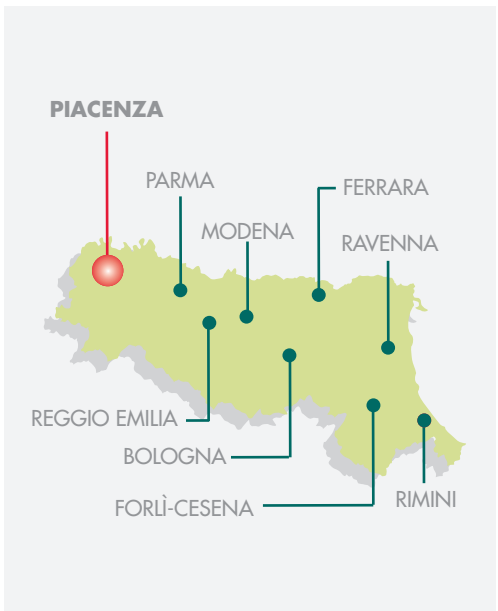 PIACENZA
PARMA
FERRARA
MODENA
RAVENNA
REGGIO EMILIA
BOLOGNA
FORLÌ-CESENA
RIMINI